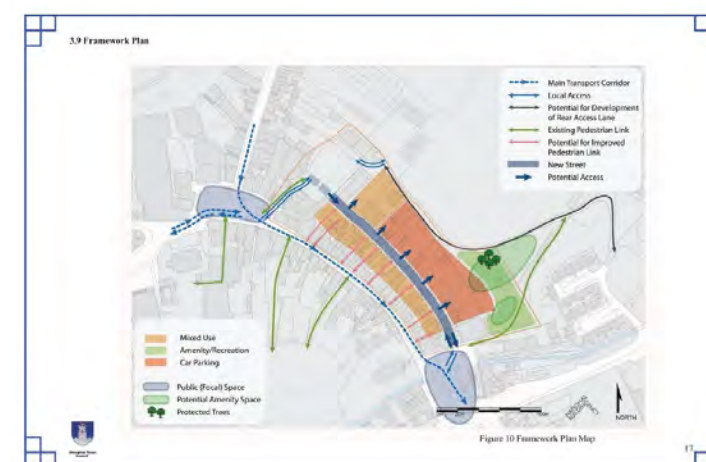 3.9 Framework Plan
Main Transport Corridor
Local Access
Potential for Development
of Rear Access Lane
Existing Pedestrian Link
Potential for Improved
Pedestrian Link
New Street
Potential Access
Mixed Use
Amenity/Recreation
Car Parking
Public (Focal) Space
Potential Amenity Space
Protected Trees
NORTH
Figure 10 Framework Plan Map
17